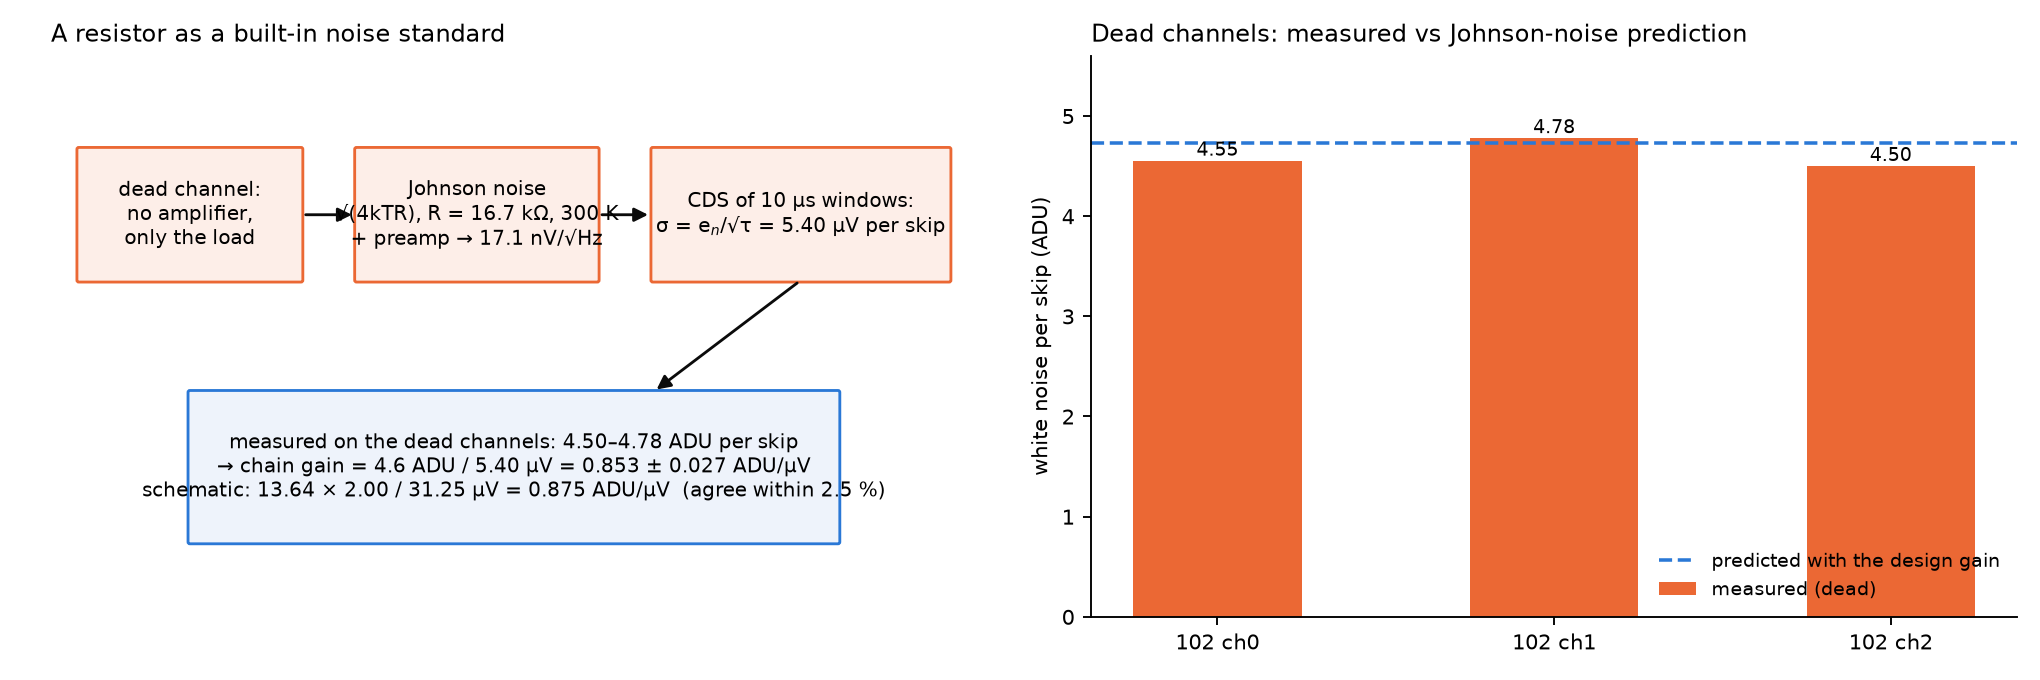 A resistor as a built-in noise standard
dead channel:
no amplifier,
only the load
Johnson noise
√(4kTR), R = 16.7 kΩ, 300 K
+ preamp → 17.1 nV/√Hz
CDS of 10 µs windows:
σ = eₙ/√τ = 5.40 µV per skip
measured on the dead channels: 4.50–4.78 ADU per skip
→ chain gain = 4.6 ADU / 5.40 µV = 0.853 ± 0.027 ADU/µV
schematic: 13.64 × 2.00 / 31.25 µV = 0.875 ADU/µV  (agree within 2.5 %)
Dead channels: measured vs Johnson-noise prediction
white noise per skip (ADU)
5
4
3
2
1
0
4.55
4.78
4.50
predicted with the design gain
measured (dead)
102 ch0
102 ch1
102 ch2